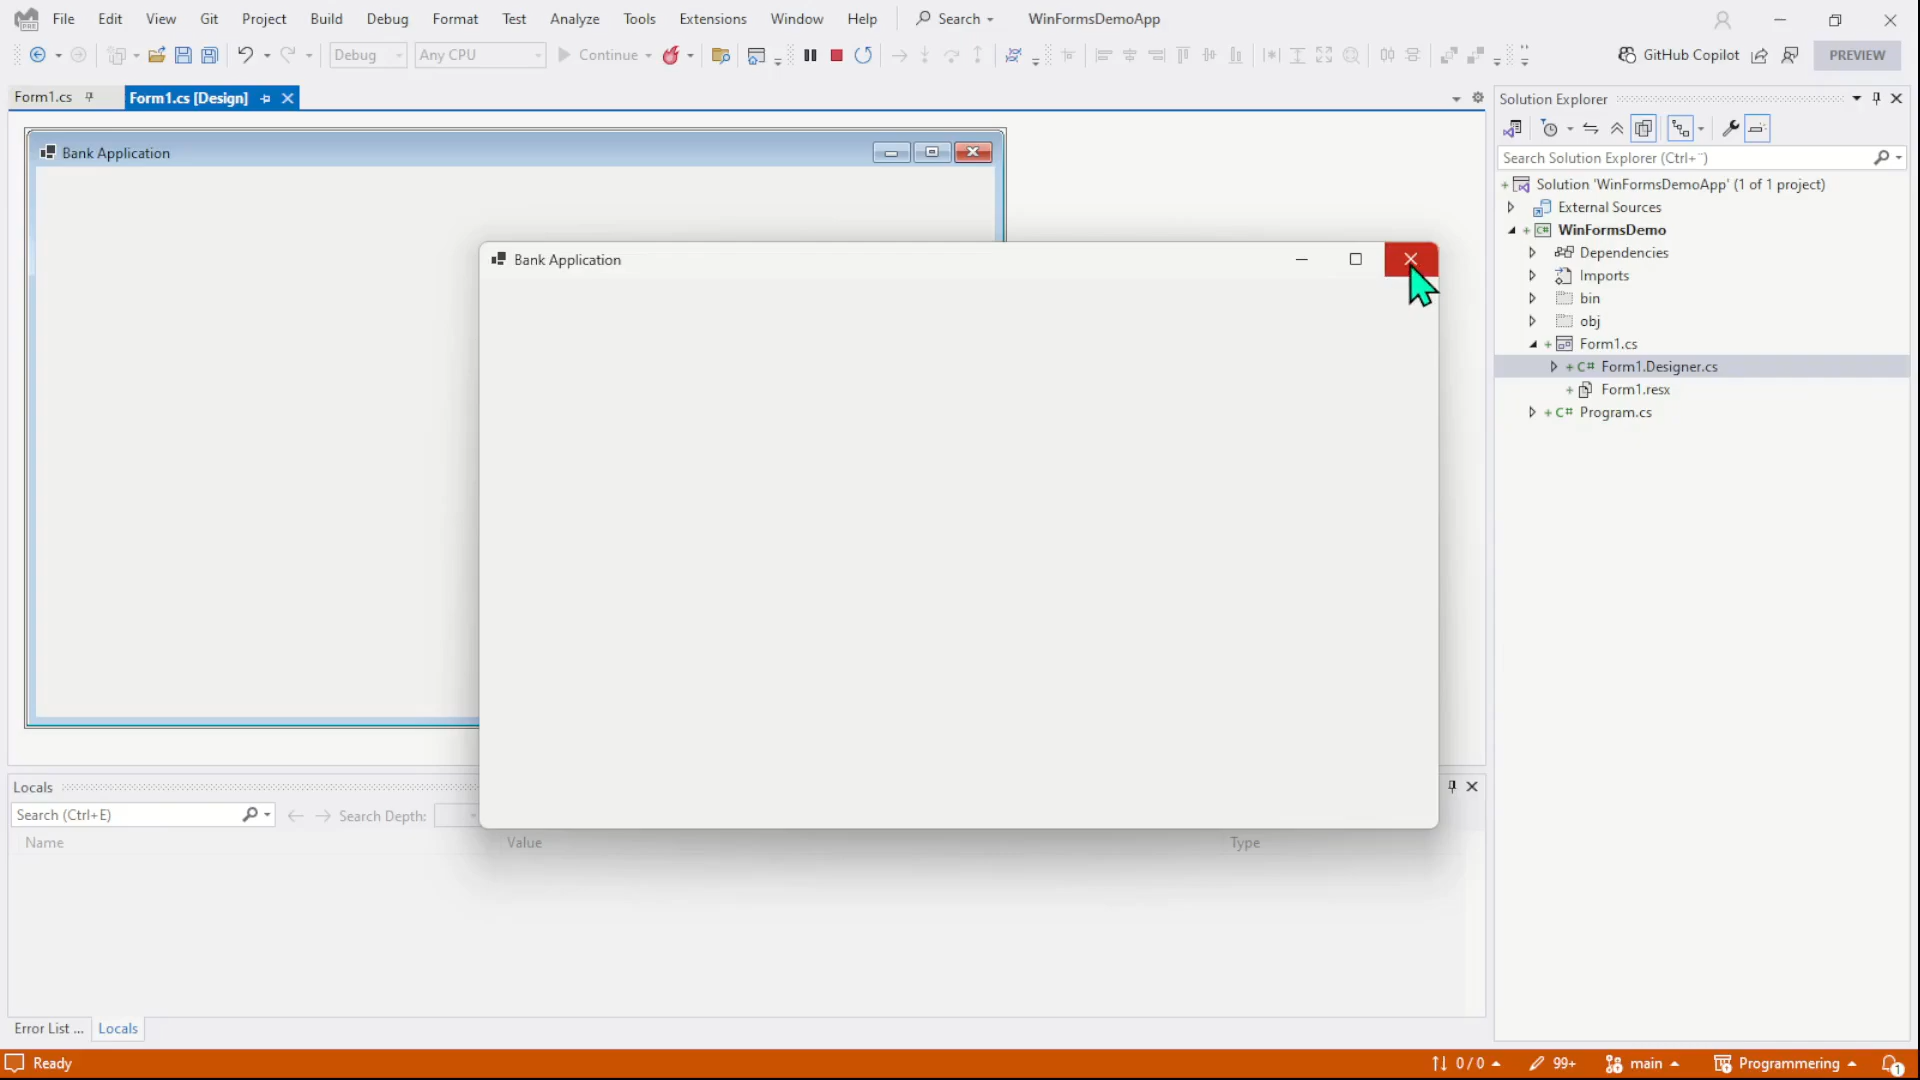 File Edit View Git Project Build Debug Format Test Analyze Tools Extensions Window Help Search WinFormsDemoApp
Debug Any CPU Continue GitHub Copilot PREVIEW
Form1.cs Form1.cs [Design]
Bank Application
Bank Application
Solution Explorer
Search Solution Explorer (Ctrl+¨)
Solution 'WinFormsDemoApp' (1 of 1 project)
External Sources
WinFormsDemo
Dependencies
Imports
bin
obj
Form1.cs
C# Form1.Designer.cs
Form1.resx
C# Program.cs
Locals
Search (Ctrl+E) Search Depth:
Name Value Type
Error List ... Locals
Ready 0 / 0 99+ main Programmering 1